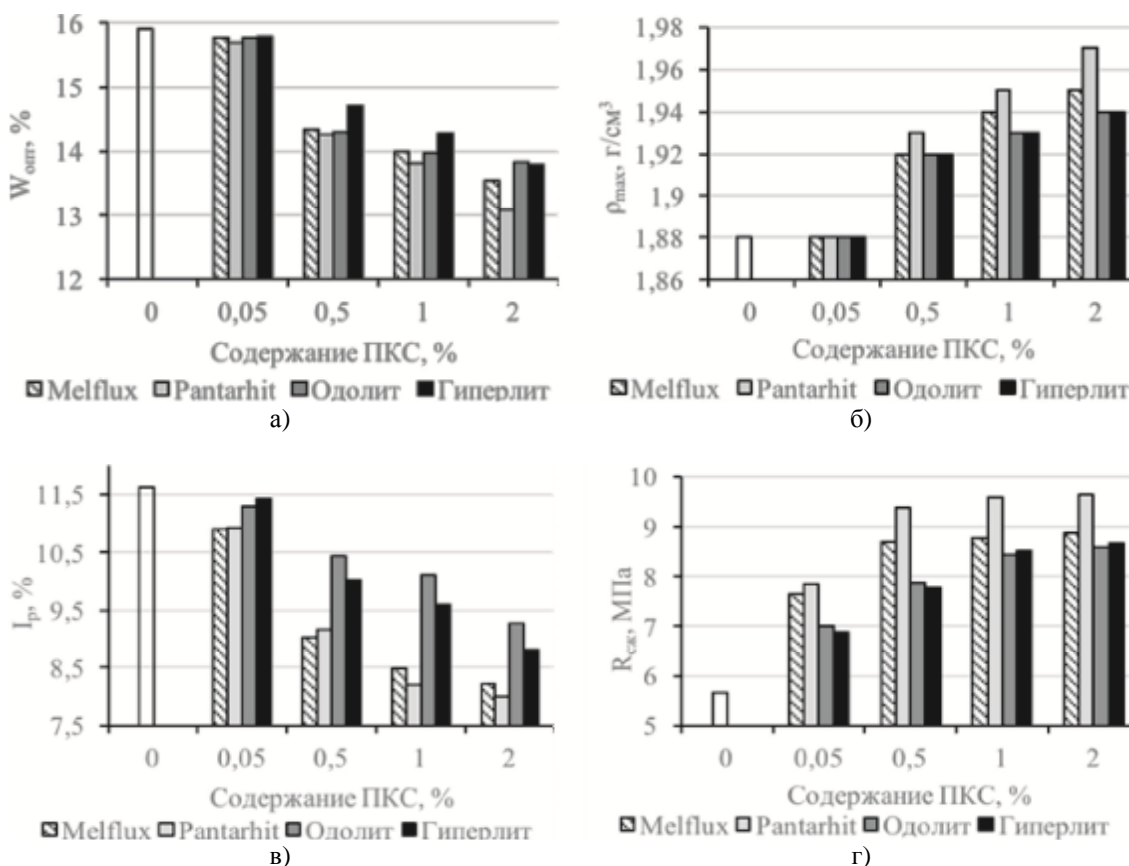 16
15
14
13
12
Wопт, %
0 0,05 0,5 1 2
Содержание ПКС, %
Melflux Pantarhit Одолит Гиперлит
а)
1,98
1,96
1,94
1,92
1,9
1,88
1,86
ρmax, г/см³
0 0,05 0,5 1 2
Содержание ПКС, %
Melflux Pantarhit Одолит Гиперлит
б)
11,5
10,5
9,5
8,5
7,5
Iр, %
0 0,05 0,5 1 2
Содержание ПКС, %
Melflux Pantarhit Одолит Гиперлит
в)
10
9
8
7
6
5
Rсж, МПа
0 0,05 0,5 1 2
Содержание ПКС, %
Melflux Pantarhit Одолит Гиперлит
г)